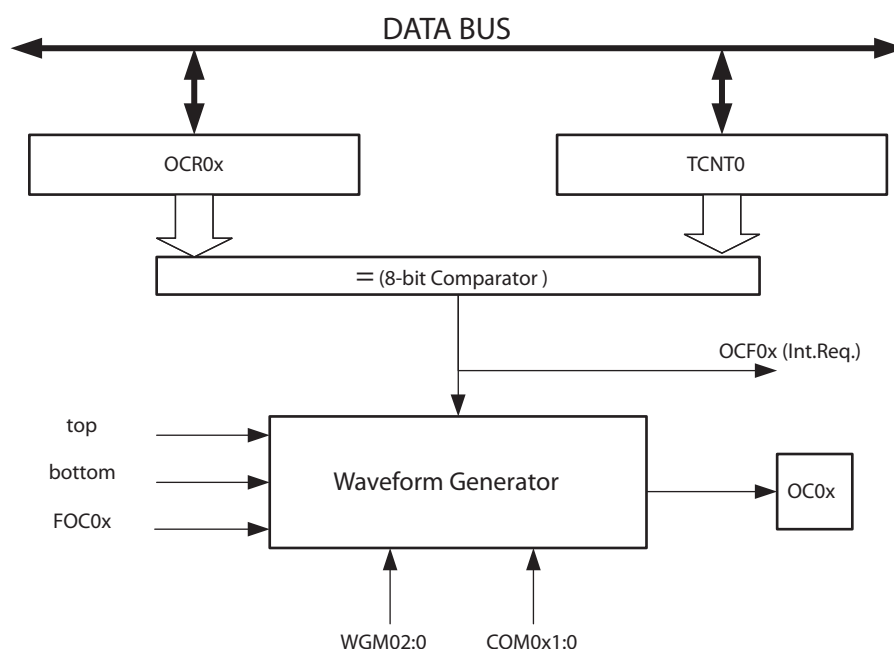 DATA BUS
OCR0x
TCNT0
= (8-bit Comparator )
OCF0x (Int.Req.)
top
bottom
FOC0x
Waveform Generator
OC0x
WGM02:0
COM0x1:0